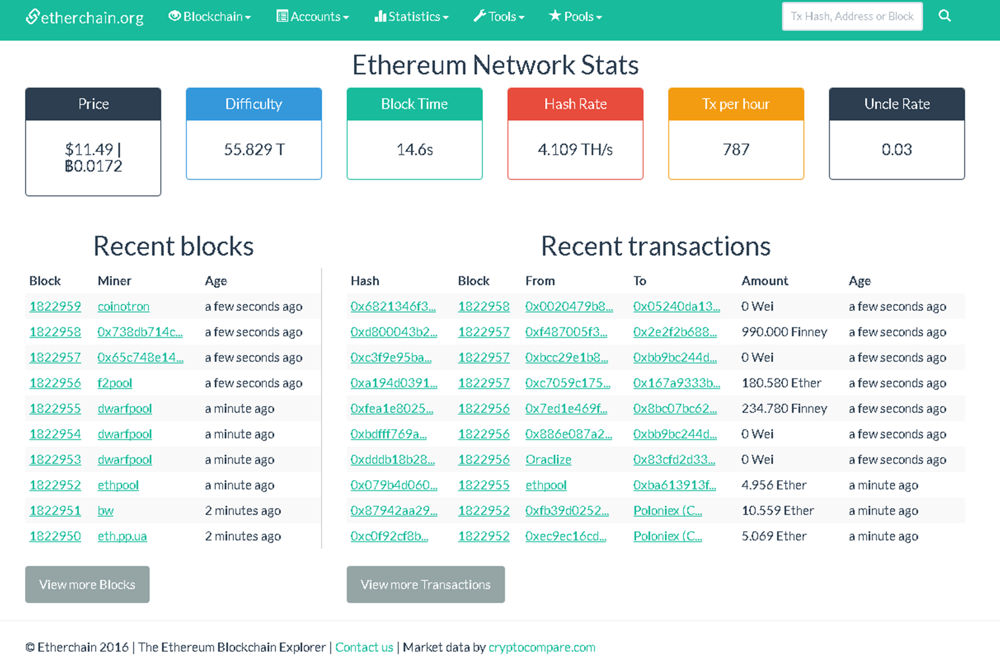 etherchain.org Blockchain Accounts Statistics Tools Pools Tx Hash, Address or Block
Ethereum Network Stats
Price
$11.49 |
฿0.0172
Difficulty
55.829 T
Block Time
14.6s
Hash Rate
4.109 TH/s
Tx per hour
787
Uncle Rate
0.03
Recent blocks
Block Miner Age
1822959 coinotron a few seconds ago
1822958 0x738db714c... a few seconds ago
1822957 0x65c748e14... a few seconds ago
1822956 f2pool a few seconds ago
1822955 dwarfpool a minute ago
1822954 dwarfpool a minute ago
1822953 dwarfpool a minute ago
1822952 ethpool a minute ago
1822951 bw 2 minutes ago
1822950 eth.pp.ua 2 minutes ago
View more Blocks
Recent transactions
Hash Block From To Amount Age
0x6821346f3... 1822958 0x0020479b8... 0x05240da13... 0 Wei a few seconds ago
0xd800043b2... 1822957 0xf487005f3... 0x2e2f2b688... 990.000 Finney a few seconds ago
0xc3f9e95ba... 1822957 0xbcc29e1b8... 0xbb9bc244d... 0 Wei a few seconds ago
0xa194d0391... 1822957 0xc7059c175... 0x167a9333b... 180.580 Ether a few seconds ago
0xfea1e8025... 1822956 0x7ed1e469f... 0x8bc07bc62... 234.780 Finney a few seconds ago
0xbdfff769a... 1822956 0x886e087a2... 0xbb9bc244d... 0 Wei a few seconds ago
0xdddb18b28... 1822956 Oraclize 0x83cfd2d33... 0 Wei a few seconds ago
0x079b4d060... 1822955 ethpool 0xba613913f... 4.956 Ether a minute ago
0x87942aa29... 1822952 0xfb39d0252... Poloniex (C... 10.559 Ether a minute ago
0xc0f92cf8b... 1822952 0xec9ec16cd... Poloniex (C... 5.069 Ether a minute ago
View more Transactions
© Etherchain 2016 | The Ethereum Blockchain Explorer | Contact us | Market data by cryptocompare.com